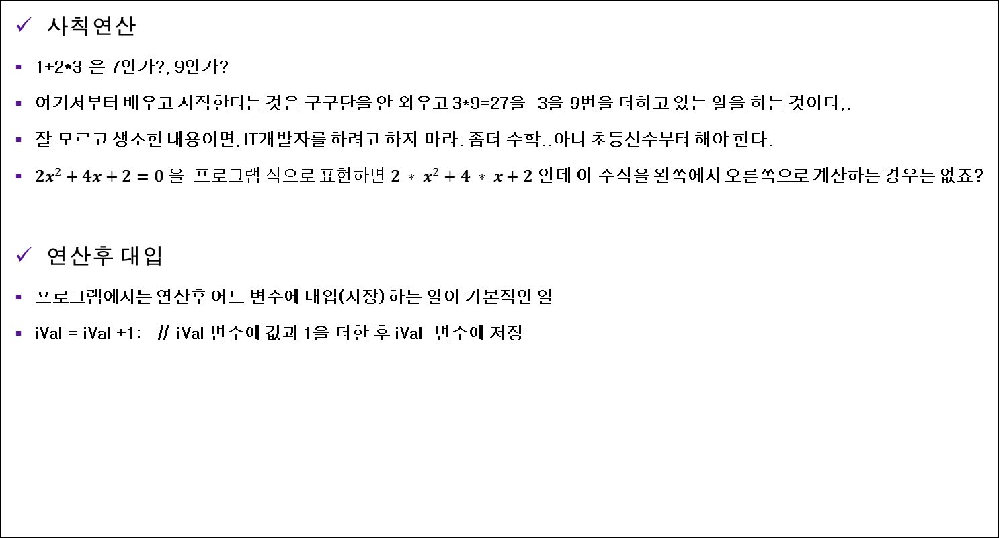 ✓ 사칙연산
▪ 1+2*3 은 7인가?, 9인가?
▪ 여기서부터 배우고 시작한다는 것은 구구단을 안 외우고 3*9=27을 3을 9번을 더하고 있는 일을 하는 것이다,.
▪ 잘 모르고 생소한 내용이면, IT개발자를 하려고 하지 마라. 좀더 수학..아니 초등산수부터 해야 한다.
▪ 2x² + 4x + 2 = 0 을 프로그램 식으로 표현하면 2 * x² + 4 * x + 2 인데 이 수식을 왼쪽에서 오른쪽으로 계산하는 경우는 없죠?
✓ 연산후 대입
▪ 프로그램에서는 연산후 어느 변수에 대입(저장) 하는 일이 기본적인 일
▪ iVal = iVal +1; // iVal 변수에 값과 1을 더한 후 iVal 변수에 저장